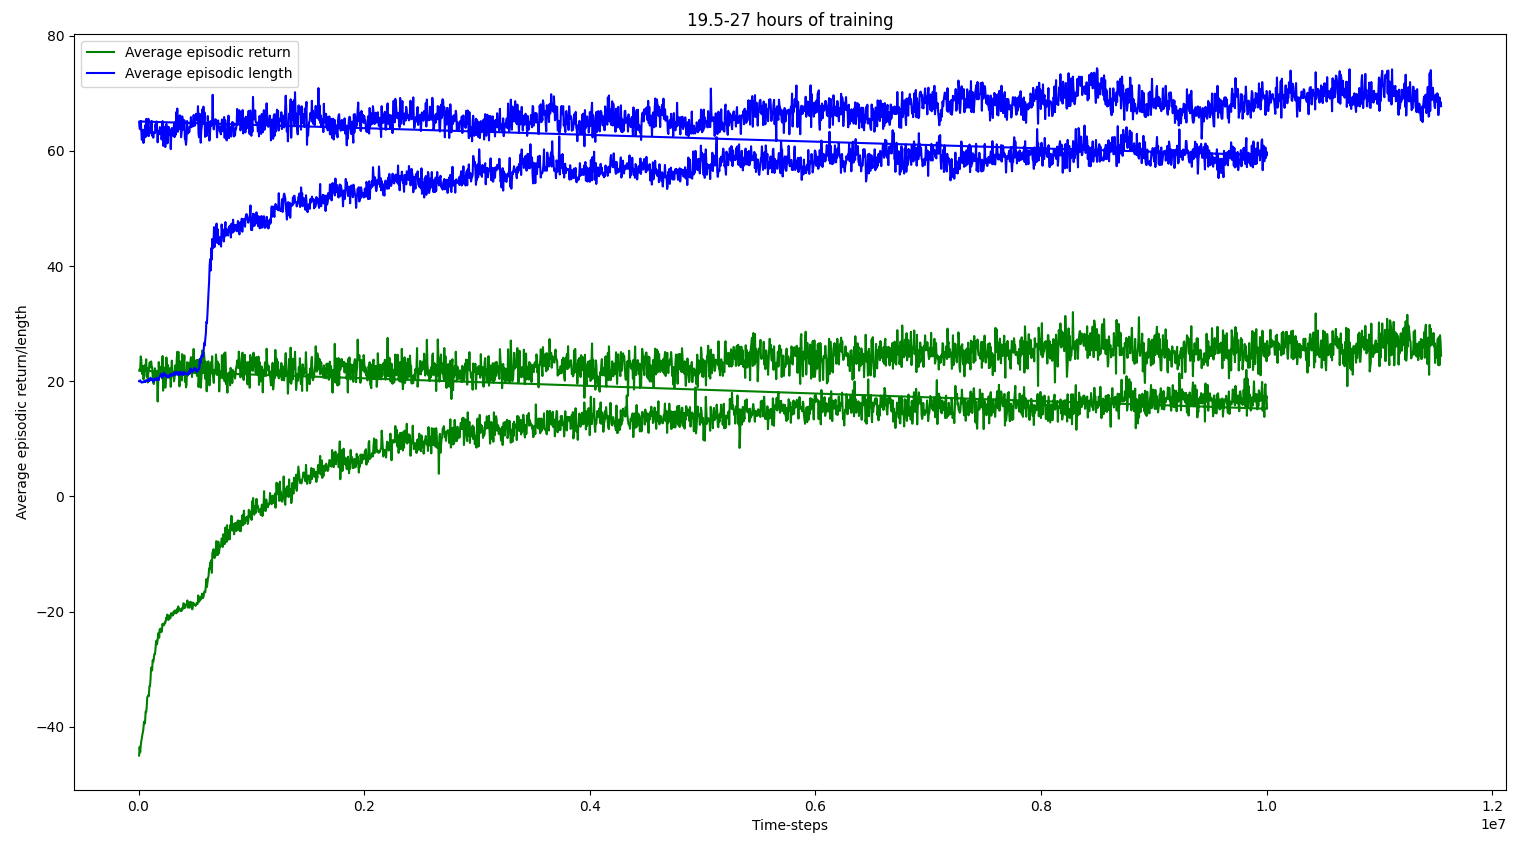 19.5-27 hours of training
Average episodic return
Average episodic length
80
60
40
20
0
−20
−40
Average episodic return/length
0.0 0.2 0.4 0.6 0.8 1.0 1.2
1e7
Time-steps